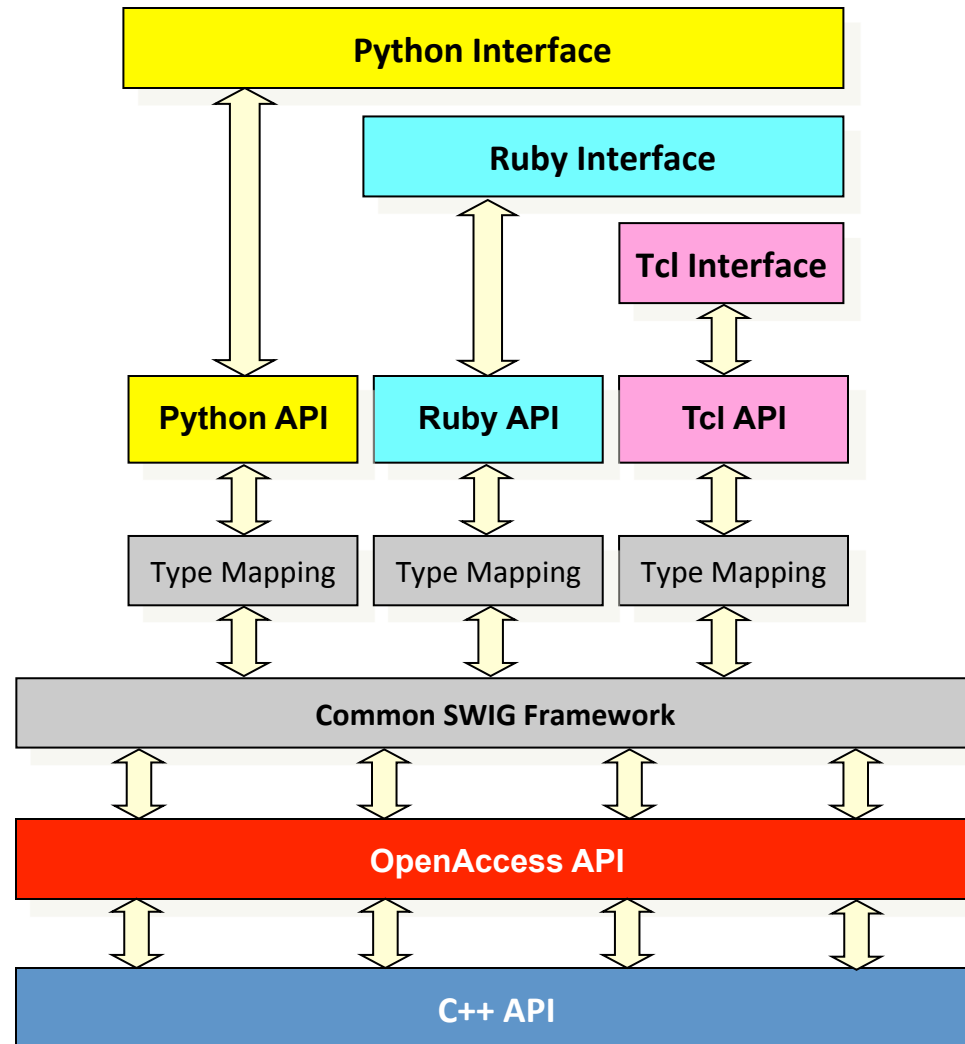 Python Interface
Ruby Interface
Tcl Interface
Python API
Ruby API
Tcl API
Type Mapping
Type Mapping
Type Mapping
Common SWIG Framework
OpenAccess API
C++ API